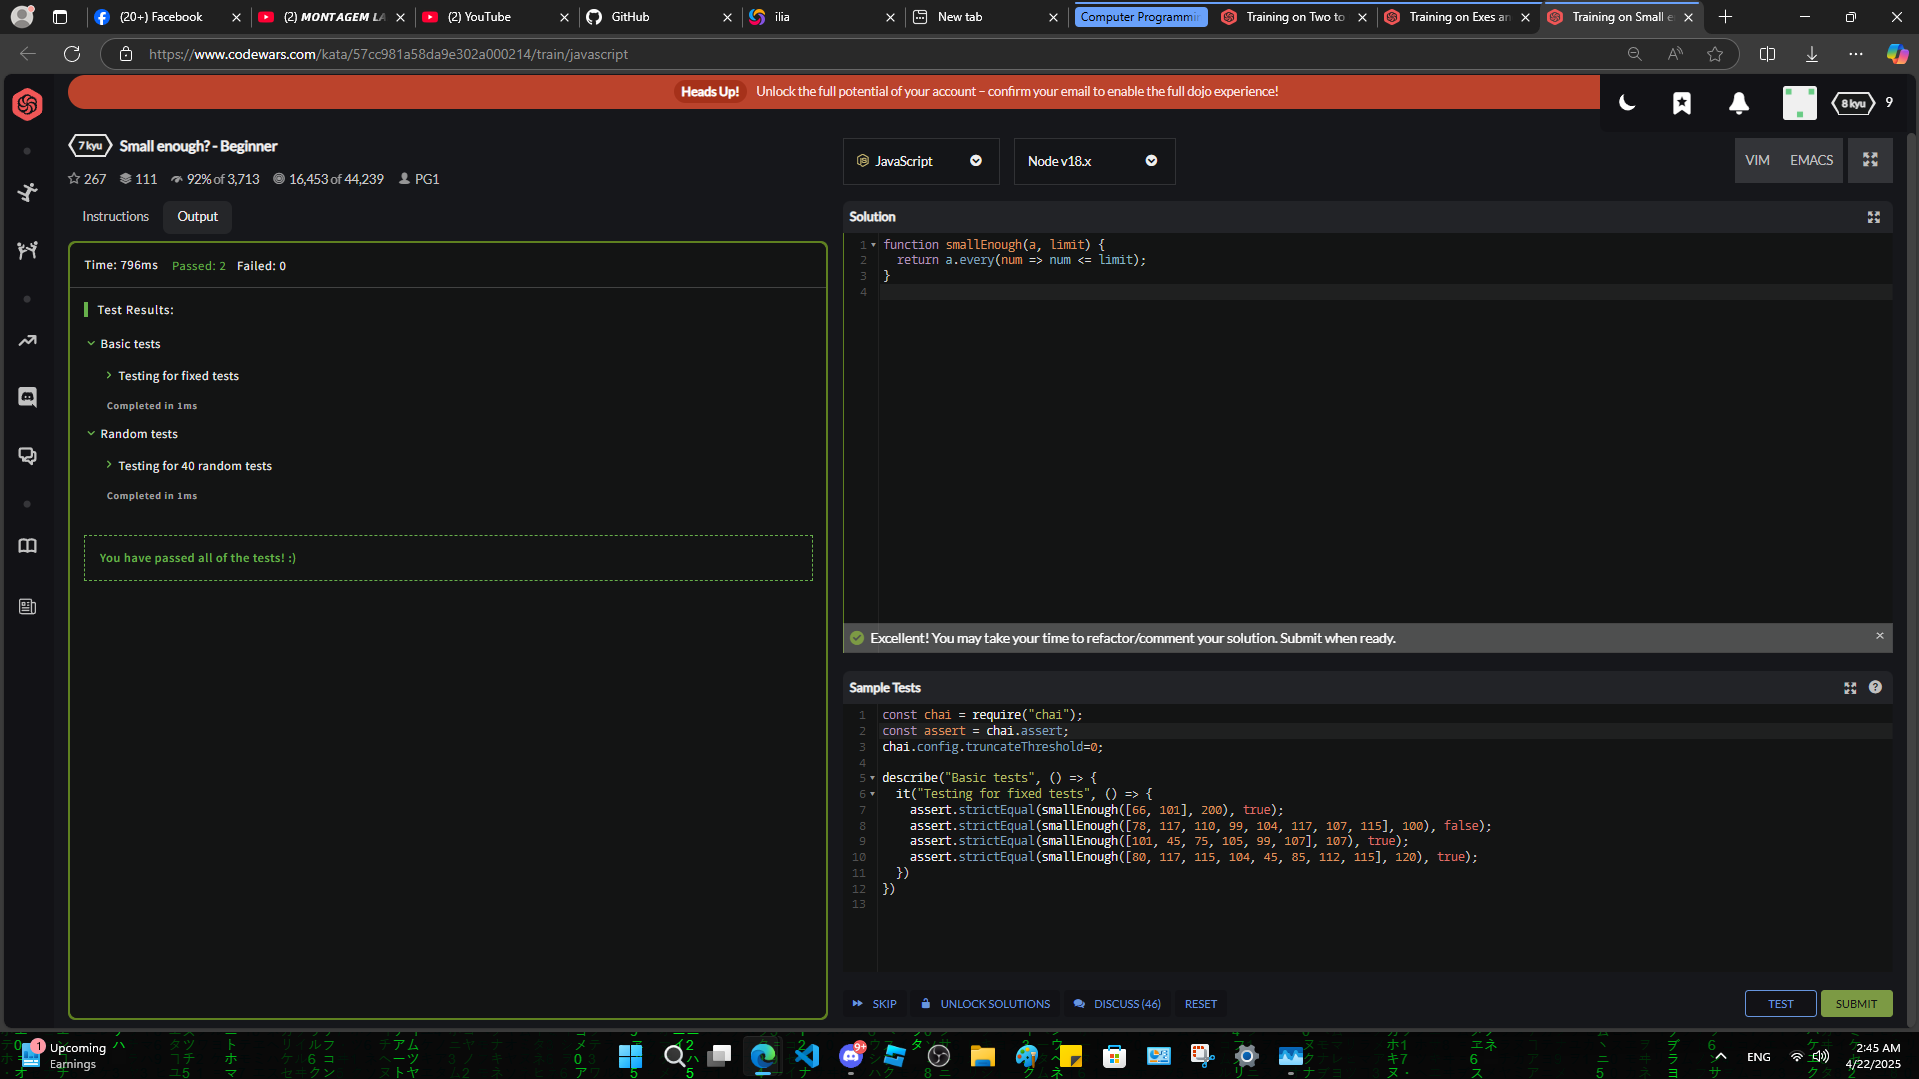 (20+) Facebook
(2) MONTAGEM LA
(2) YouTube
GitHub
ilia
New tab
Computer Programmin
Training on Two to
Training on Exes an
Training on Small e
https://www.codewars.com/kata/57cc981a58da9e302a000214/train/javascript
Heads Up! Unlock the full potential of your account – confirm your email to enable the full dojo experience!
8 kyu 9
7 kyu Small enough? - Beginner
267 111 92% of 3,713 16,453 of 44,239 PG1
JavaScript
Node v18.x
VIM EMACS
Instructions Output
Time: 796ms Passed: 2 Failed: 0
Test Results:
Basic tests
Testing for fixed tests
Completed in 1ms
Random tests
Testing for 40 random tests
Completed in 1ms
You have passed all of the tests! :)
Solution
1 function smallEnough(a, limit) {
2 return a.every(num => num <= limit);
3 }
4
Excellent! You may take your time to refactor/comment your solution. Submit when ready.
Sample Tests
1 const chai = require("chai");
2 const assert = chai.assert;
3 chai.config.truncateThreshold=0;
4
5 describe("Basic tests", () => {
6 it("Testing for fixed tests", () => {
7 assert.strictEqual(smallEnough([66, 101], 200), true);
8 assert.strictEqual(smallEnough([78, 117, 110, 99, 104, 117, 107, 115], 100), false);
9 assert.strictEqual(smallEnough([101, 45, 75, 105, 99, 107], 107), true);
10 assert.strictEqual(smallEnough([80, 117, 115, 104, 45, 85, 112, 115], 120), true);
11 })
12 })
13
SKIP UNLOCK SOLUTIONS DISCUSS (46) RESET
TEST SUBMIT
1
Upcoming
Earnings
9+
ENG
2:45 AM
4/22/2025